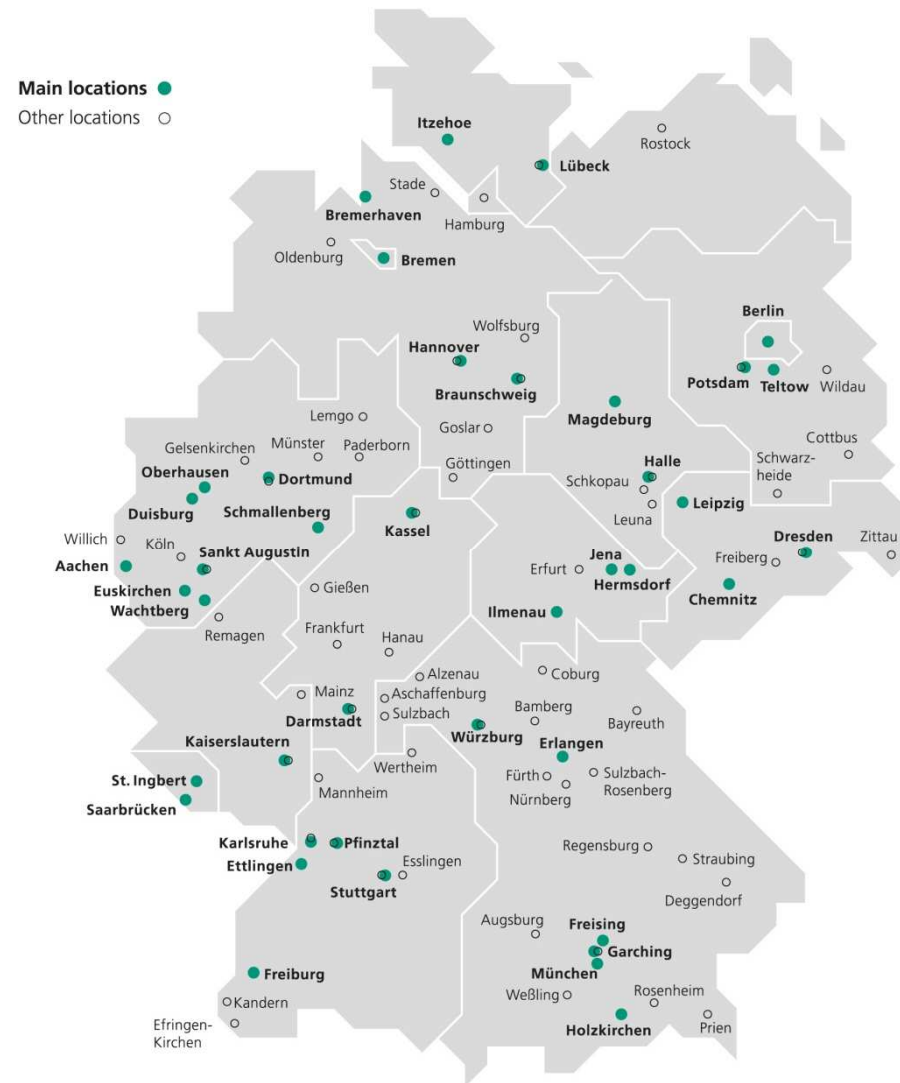 Main locations
Other locations
Itzehoe
Rostock
Lübeck
Stade
Bremerhaven
Hamburg
Oldenburg
Bremen
Berlin
Wolfsburg
Hannover
Potsdam
Teltow
Wildau
Braunschweig
Magdeburg
Lemgo
Goslar
Cottbus
Münster
Paderborn
Gelsenkirchen
Göttingen
Halle
Schwarz-
heide
Oberhausen
Dortmund
Schkopau
Leipzig
Duisburg
Schmallenberg
Kassel
Leuna
Willich
Köln
Sankt Augustin
Jena
Dresden
Zittau
Aachen
Erfurt
Freiberg
Hermsdorf
Euskirchen
Gießen
Chemnitz
Wachtberg
Ilmenau
Remagen
Frankfurt
Hanau
Alzenau
Coburg
Mainz
Aschaffenburg
Bamberg
Darmstadt
Sulzbach
Bayreuth
Würzburg
Kaiserslautern
Erlangen
Wertheim
St. Ingbert
Mannheim
Fürth
Sulzbach-
Rosenberg
Nürnberg
Saarbrücken
Karlsruhe
Pfinztal
Regensburg
Ettlingen
Esslingen
Straubing
Stuttgart
Deggendorf
Augsburg
Freising
Garching
München
Freiburg
Weßling
Rosenheim
Kandern
Efringen-
Kirchen
Holzkirchen
Prien